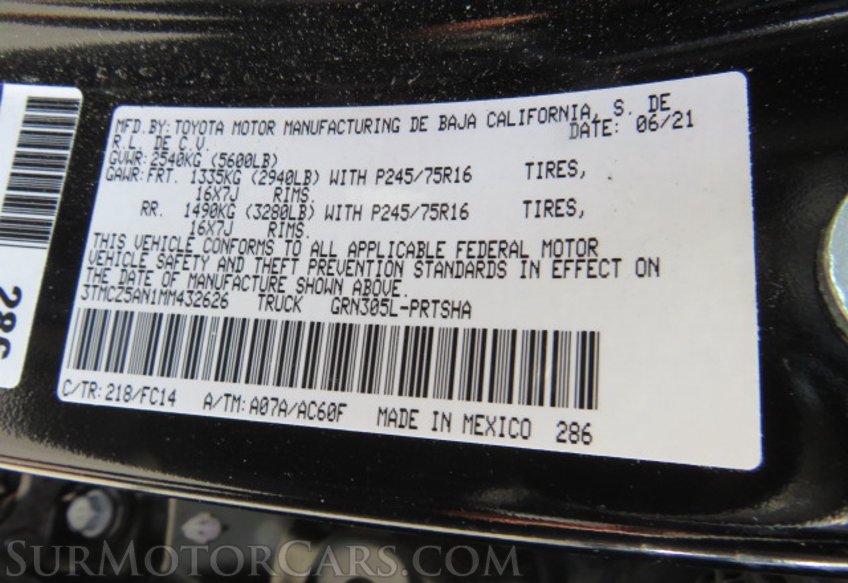 MFD.BY: TOYOTA MOTOR MANUFACTURING DE BAJA CALIFORNIA, S. DE
R.L. DE C.V. DATE: 06/21
GVWR: 2540KG (5600LB)
GAWR: FRT. 1335KG (2940LB) WITH P245/75R16 TIRES,
16X7J RIMS.
RR. 1490KG (3280LB) WITH P245/75R16 TIRES,
16X7J RIMS.
THIS VEHICLE CONFORMS TO ALL APPLICABLE FEDERAL MOTOR
VEHICLE SAFETY AND THEFT PREVENTION STANDARDS IN EFFECT ON
THE DATE OF MANUFACTURE SHOWN ABOVE.
3TMCZ5AN1MM432626 TRUCK GRN305L-PRTSHA
C/TR: 218/FC14 A/TM: A07A/AC60F MADE IN MEXICO 286
286
SURMOTORCARS.COM